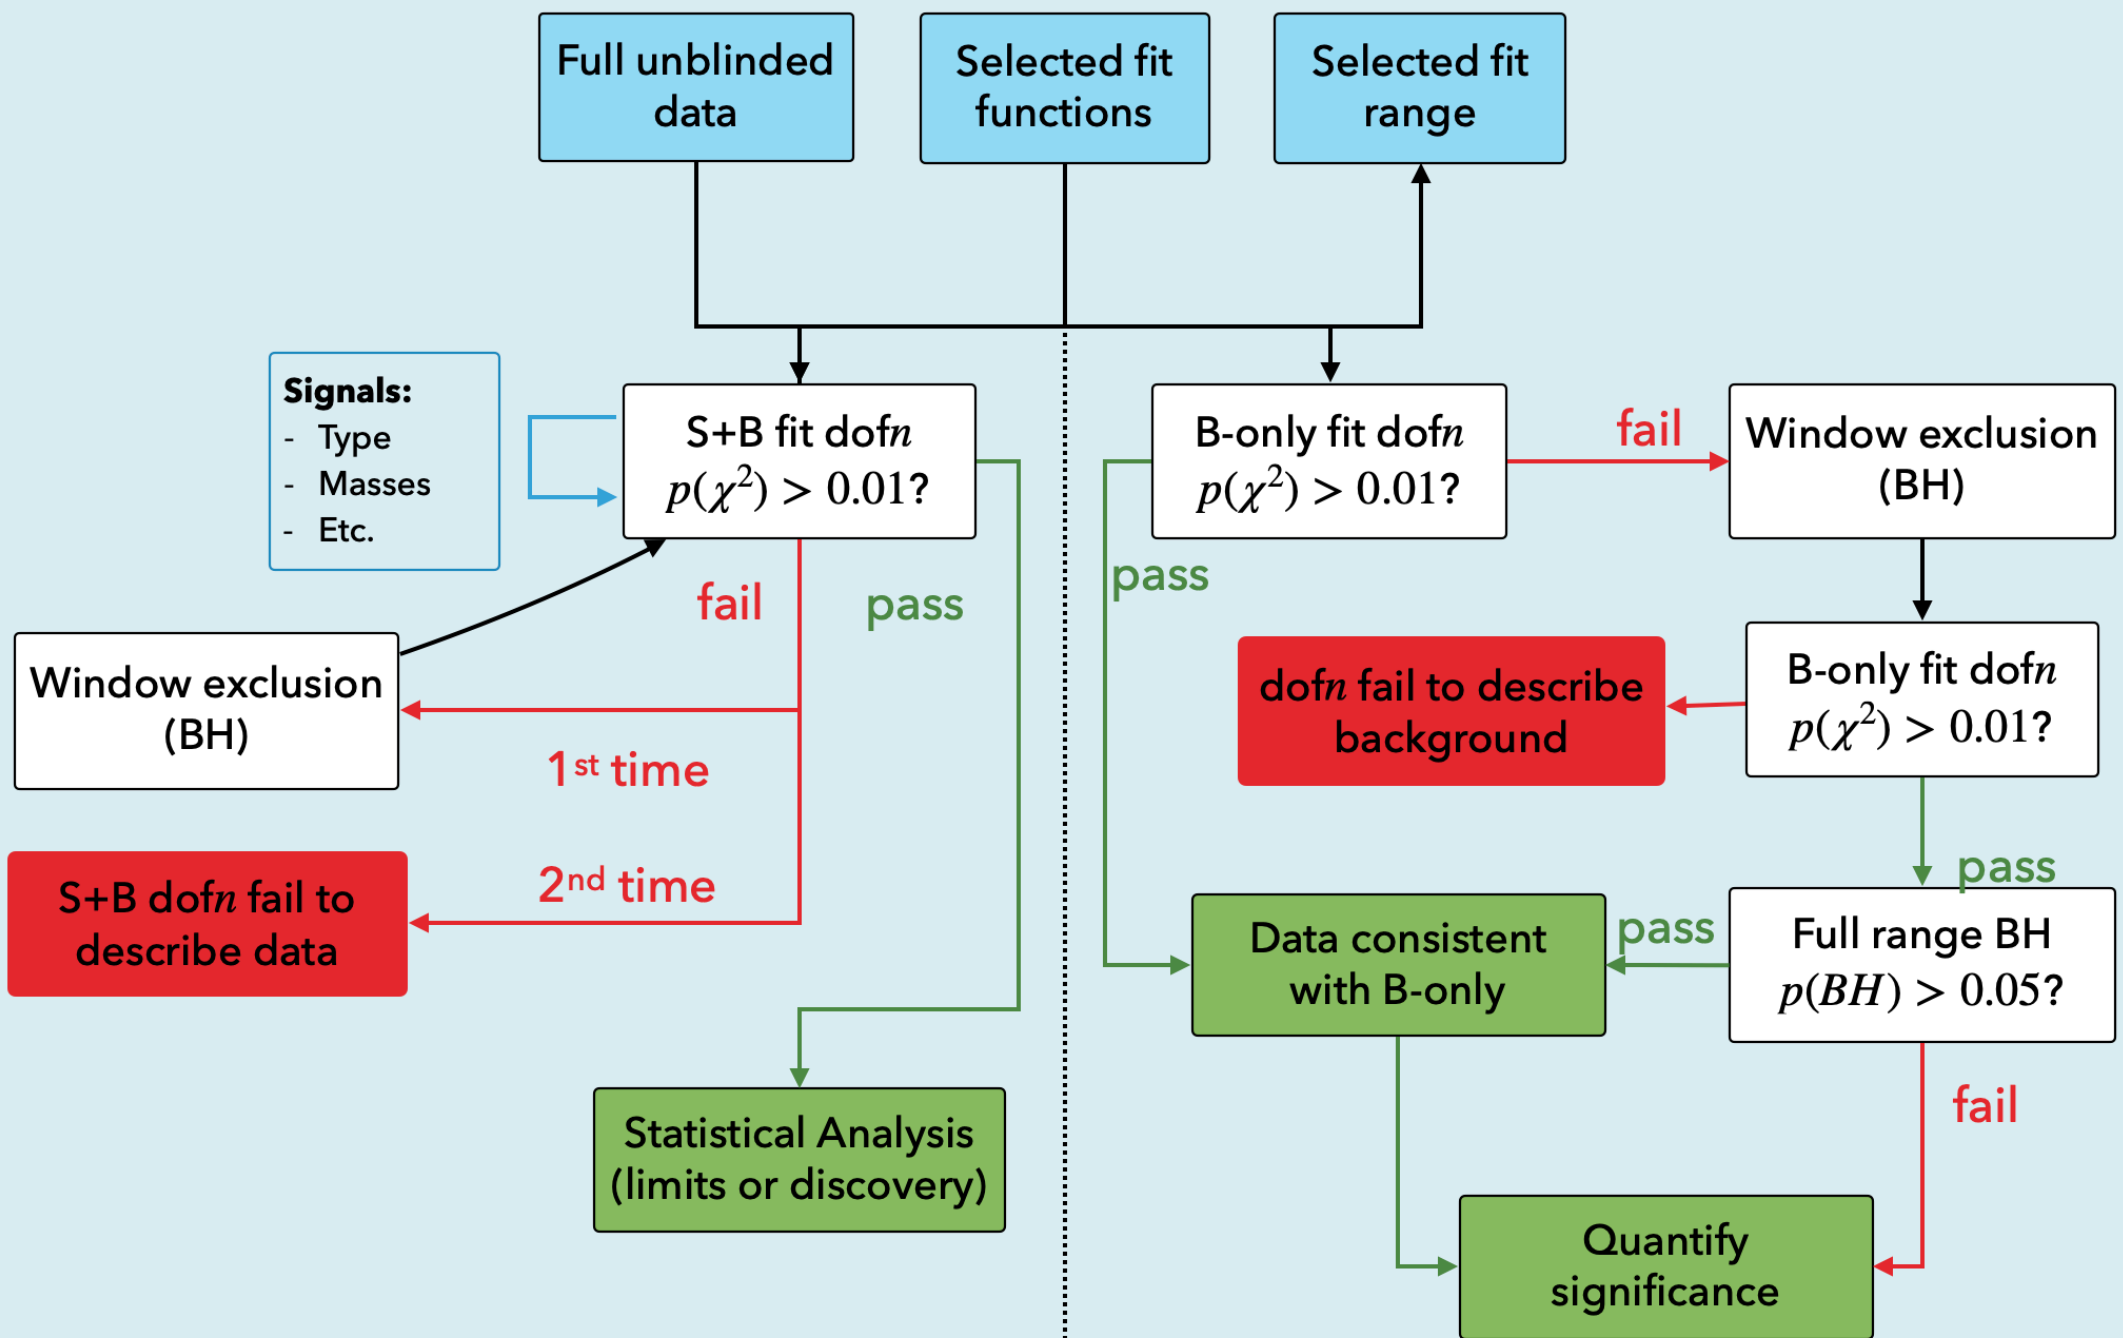 Full unblinded
data
Selected fit
functions
Selected fit
range
Signals:
- Type
- Masses
- Etc.
S+B fit dofn
p(χ²) > 0.01?
B-only fit dofn
p(χ²) > 0.01?
fail
Window exclusion
(BH)
fail
pass
pass
Window exclusion
(BH)
1st time
dofn fail to describe
background
B-only fit dofn
p(χ²) > 0.01?
2nd time
S+B dofn fail to
describe data
pass
Data consistent
with B-only
pass
Full range BH
p(BH) > 0.05?
fail
Statistical Analysis
(limits or discovery)
Quantify
significance